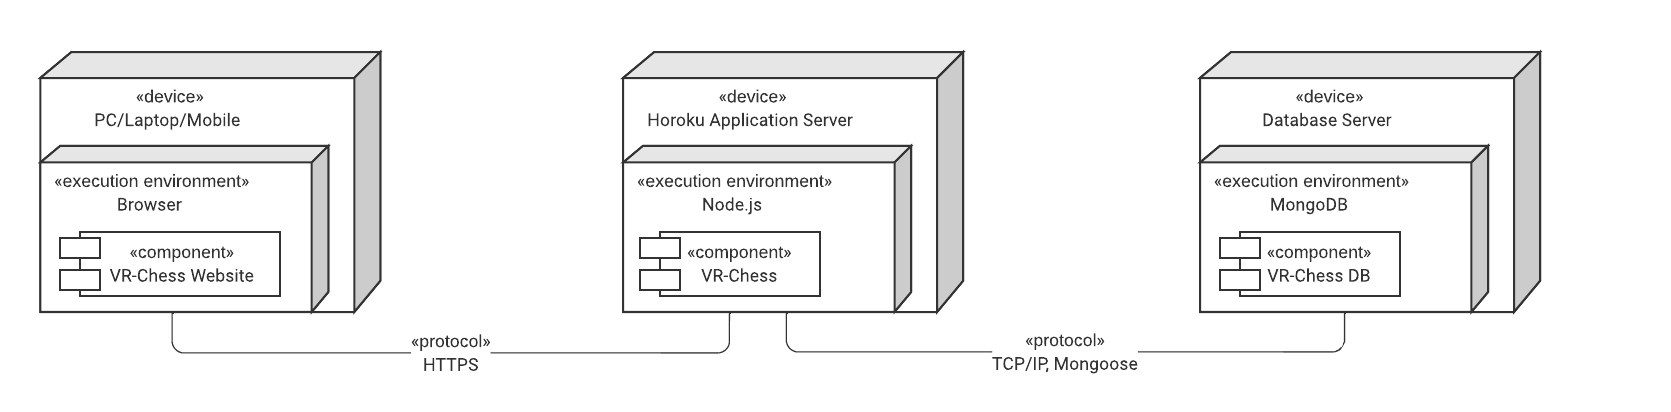 «device»
PC/Laptop/Mobile
«execution environment»
Browser
«component»
VR-Chess Website
«device»
Horoku Application Server
«execution environment»
Node.js
«component»
VR-Chess
«device»
Database Server
«execution environment»
MongoDB
«component»
VR-Chess DB
«protocol»
HTTPS
«protocol»
TCP/IP, Mongoose